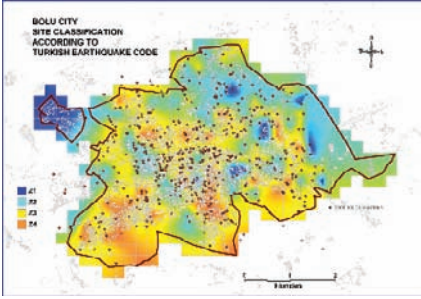 BOLU CITY
SITE CLASSIFICATION
ACCORDING TO
TURKISH EARTHQUAKE CODE
Z1
Z2
Z3
Z4